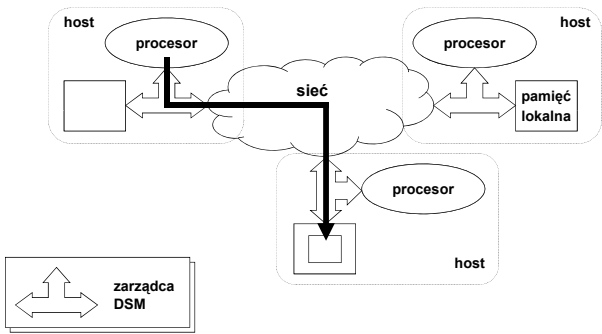 host
host
procesor
procesor
sieć
pamięć
lokalna
procesor
host
zarządca
DSM